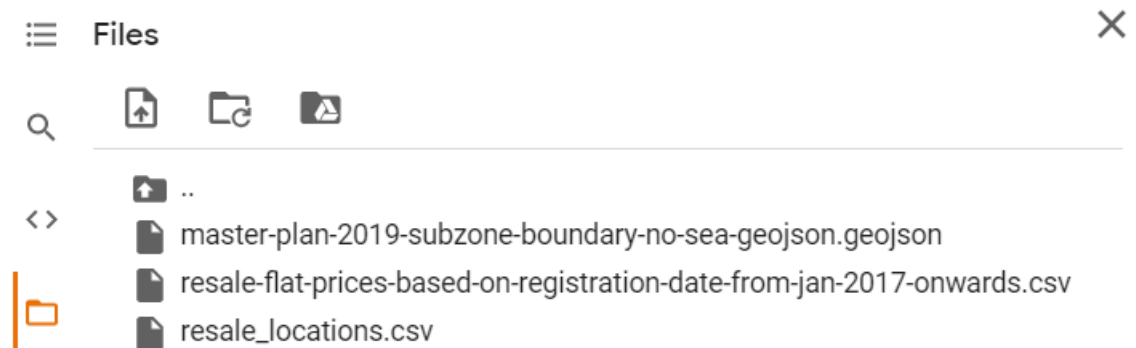 Files
..
master-plan-2019-subzone-boundary-no-sea-geojson.geojson
resale-flat-prices-based-on-registration-date-from-jan-2017-onwards.csv
resale_locations.csv